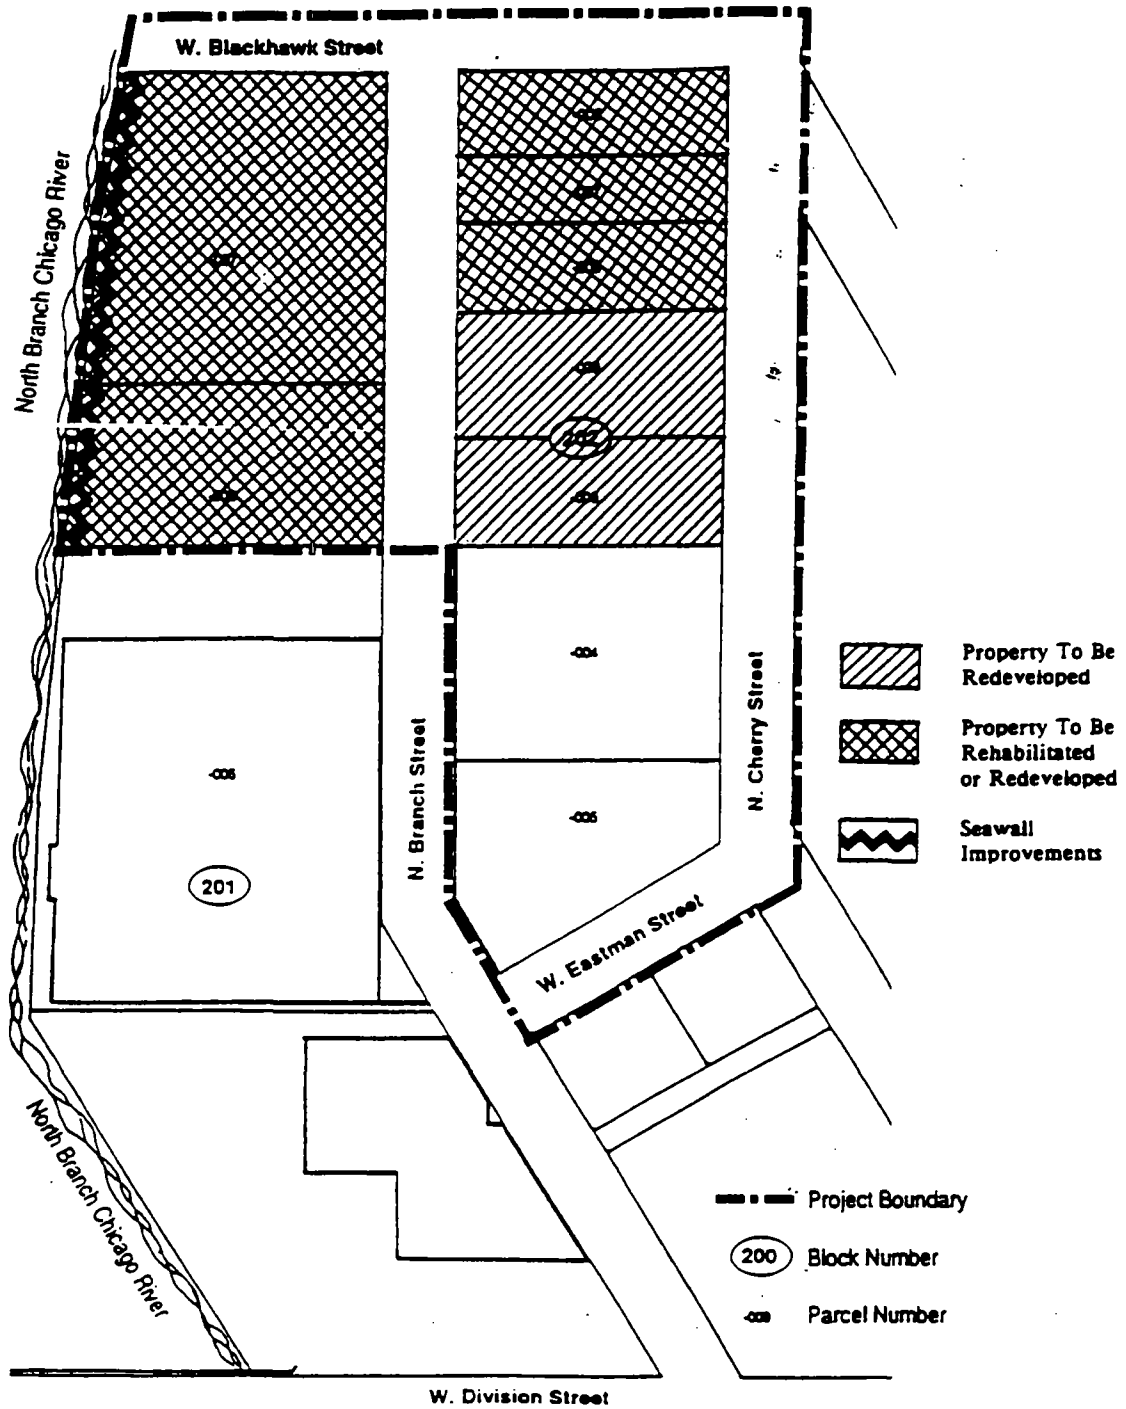 W. Blackhawk Street
North Branch Chicago River
202
-004
N. Cherry Street
Property To Be
Redeveloped
Property To Be
Rehabilitated
or Redeveloped
N. Branch Street
-005
201
Seawall
Improvements
W. Eastman Street
North Branch Chicago River
Project Boundary
200
Block Number
Parcel Number
W. Division Street